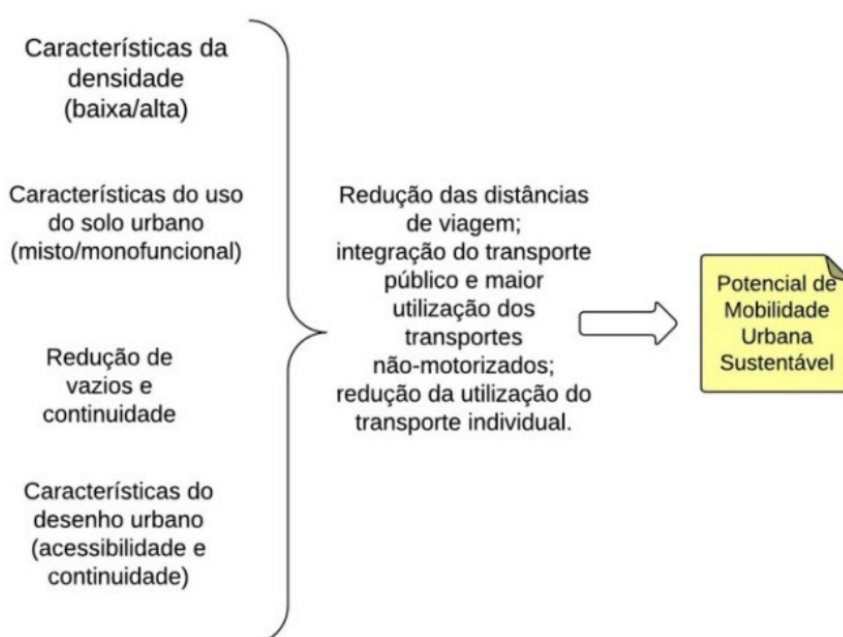 Características da
densidade
(baixa/alta)
Características do uso
do solo urbano
(misto/monofuncional)
Redução de
vazios e
continuidade
Características do
desenho urbano
(acessibilidade e
continuidade)
Redução das distâncias
de viagem;
integração do transporte
público e maior
utilização dos
transportes
não-motorizados;
redução da utilização do
transporte individual.
Potencial de
Mobilidade
Urbana
Sustentável